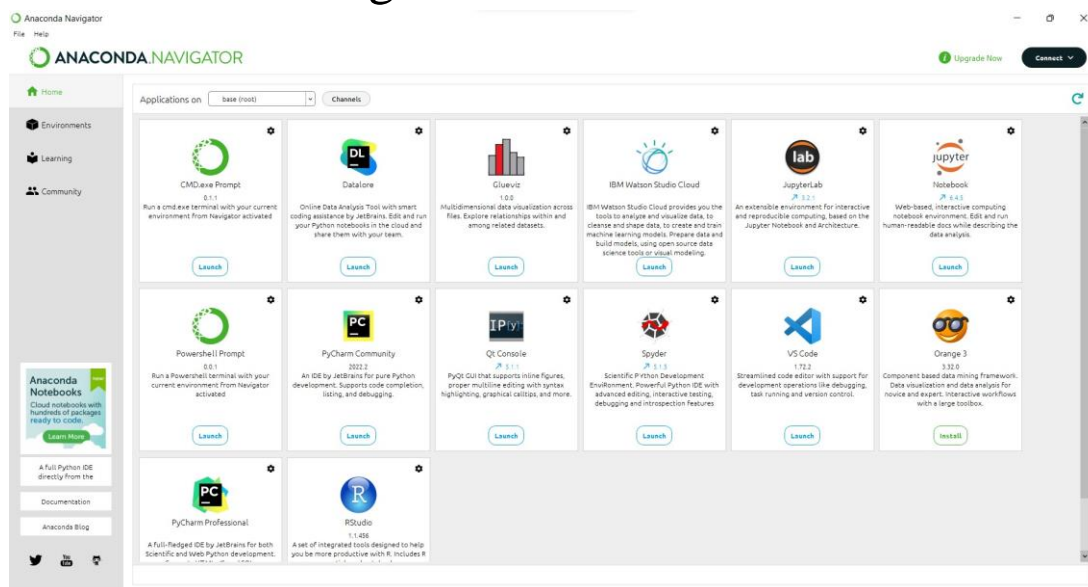 Anaconda Navigator
File Help
ANACONDA.NAVIGATOR
Upgrade Now
Connect
Home
Environments
Learning
Community
Applications on base (root) Channels
CMD.exe Prompt
0.1.1
Run a cmd.exe terminal with your current
environment from Navigator activated
Launch
DL
Datalore
Online Data Analysis Tool with smart
coding assistance by JetBrains. Edit and run
your Python notebooks in the cloud and
share them with your team.
Launch
Glueviz
1.0.0
Multidimensional data visualization across
files. Explore relationships within and
among related datasets.
Launch
IBM Watson Studio Cloud
IBM Watson Studio Cloud provides you the
tools to analyze and visualize data, to
cleanse and shape data, to create and train
machine learning models. Prepare data and
build models, using open source data
science tools or visual modeling.
Launch
lab
JupyterLab
3.2.1
An extensible environment for interactive
and reproducible computing, based on the
Jupyter Notebook and Architecture.
Launch
jupyter
Notebook
6.4.5
Web-based, interactive computing
notebook environment. Edit and run
human-readable docs while describing the
data analysis.
Launch
Powershell Prompt
0.0.1
Run a Powershell terminal with your
current environment from Navigator
activated
Launch
PC
PyCharm Community
2022.2
An IDE by JetBrains for pure Python
development. Supports code completion,
listing, and debugging.
Launch
IP[y]:
Qt Console
5.1.1
PyQt GUI that supports inline figures,
proper multiline editing with syntax
highlighting, graphical calltips, and more.
Launch
Spyder
5.1.5
Scientific PYthon Development
EnviRonment. Powerful Python IDE with
advanced editing, interactive testing,
debugging and introspection features
Launch
VS Code
1.72.2
Streamlined code editor with support for
development operations like debugging,
task running and version control.
Launch
Orange 3
3.32.0
Component based data mining framework.
Data visualization and data analysis for
novice and expert. Interactive workflows
with a large toolbox.
Install
PC
PyCharm Professional
A full-fledged IDE by JetBrains for both
Scientific and Web Python development.
R
RStudio
1.1.456
A set of integrated tools designed to help
you be more productive with R. Includes R
Anaconda
Notebooks
Cloud notebooks with
hundreds of packages
ready to code.
Learn More
A full Python IDE
directly from the
Documentation
Anaconda Blog
You
Tube